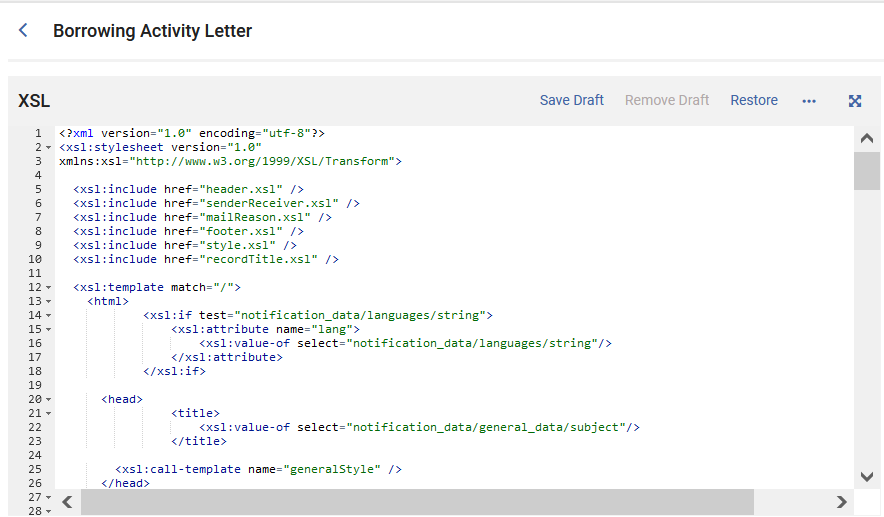 Borrowing Activity Letter
XSL
Save Draft Remove Draft Restore ...
1 <?xml version="1.0" encoding="utf-8"?>
2 <xsl:stylesheet version="1.0"
3 xmlns:xsl="http://www.w3.org/1999/XSL/Transform">
4
5 <xsl:include href="header.xsl" />
6 <xsl:include href="senderReceiver.xsl" />
7 <xsl:include href="mailReason.xsl" />
8 <xsl:include href="footer.xsl" />
9 <xsl:include href="style.xsl" />
10 <xsl:include href="recordTitle.xsl" />
11
12 <xsl:template match="/">
13 <html>
14 <xsl:if test="notification_data/languages/string">
15 <xsl:attribute name="lang">
16 <xsl:value-of select="notification_data/languages/string"/>
17 </xsl:attribute>
18 </xsl:if>
19
20 <head>
21 <title>
22 <xsl:value-of select="notification_data/general_data/subject"/>
23 </title>
24
25 <xsl:call-template name="generalStyle" />
26 </head>
27
28